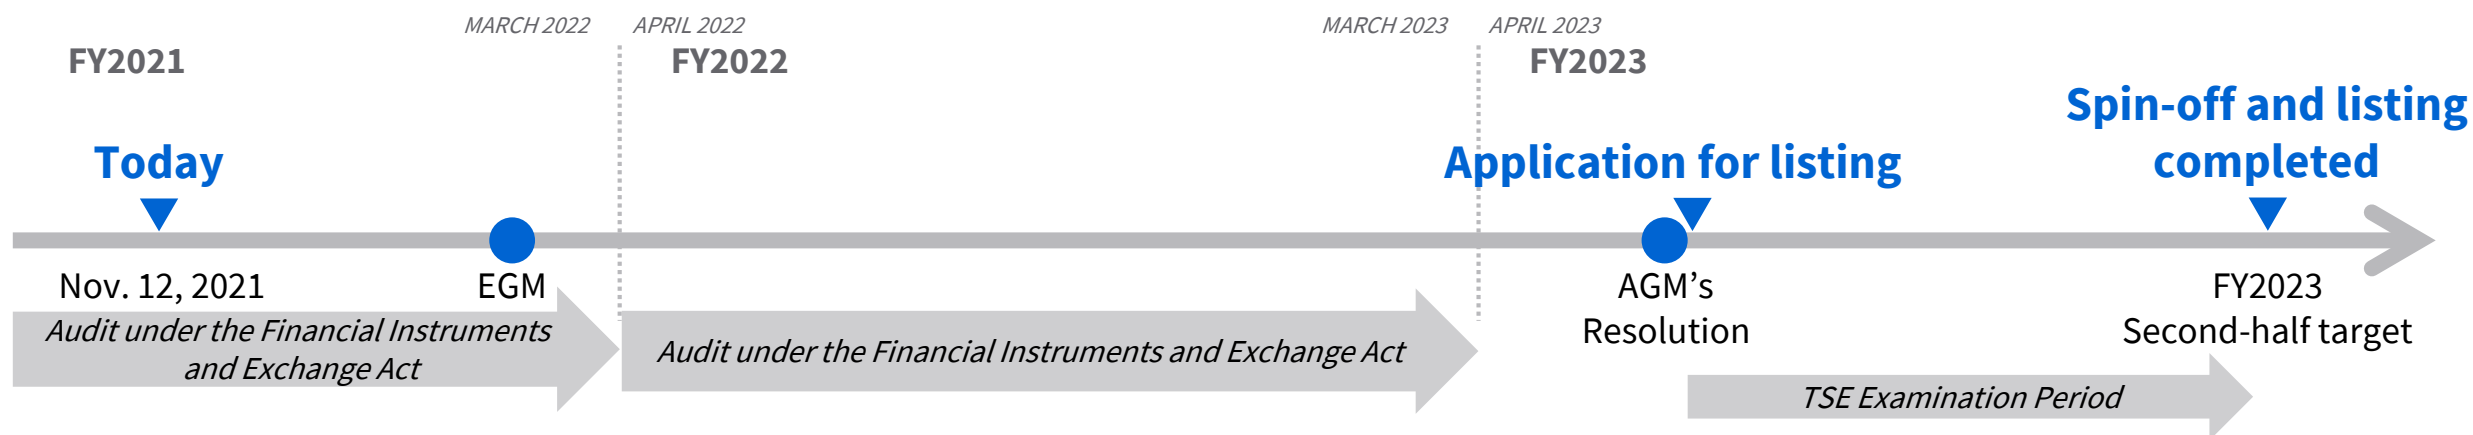 MARCH 2022
APRIL 2022
MARCH 2023
APRIL 2023
FY2021
FY2022
FY2023
Today
Application for listing
Spin-off and listing
completed
Nov. 12, 2021
EGM
AGM’s
Resolution
FY2023
Second-half target
Audit under the Financial Instruments
and Exchange Act
Audit under the Financial Instruments and Exchange Act
TSE Examination Period